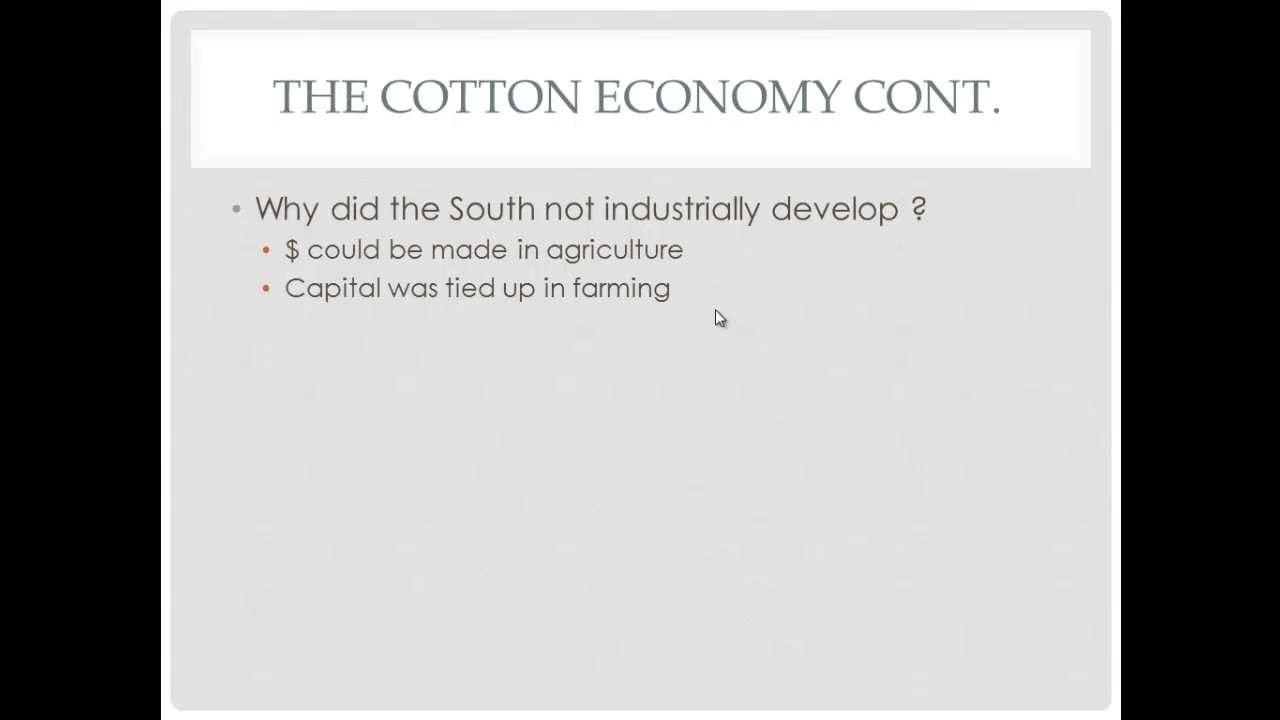 THE COTTON ECONOMY CONT.
• Why did the South not industrially develop ?
• $ could be made in agriculture
• Capital was tied up in farming